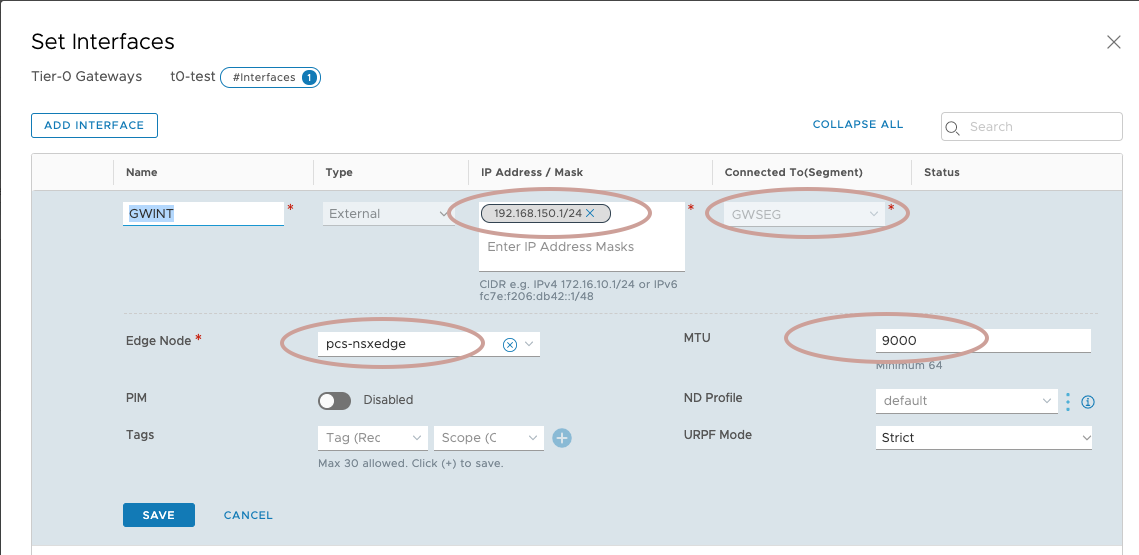 Set Interfaces
Tier-0 Gateways t0-test #Interfaces 1
ADD INTERFACE COLLAPSE ALL Search
Name Type IP Address / Mask Connected To(Segment) Status
GWINT * External 192.168.150.1/24 * GWSEG *
Enter IP Address Masks
CIDR e.g. IPv4 172.16.10.1/24 or IPv6
fc7e:f206:db42::1/48
Edge Node * pcs-nsxedge MTU 9000
Minimum 64
PIM Disabled ND Profile default
Tags Tag (Rec Scope (C URPF Mode Strict
Max 30 allowed. Click (+) to save.
SAVE CANCEL